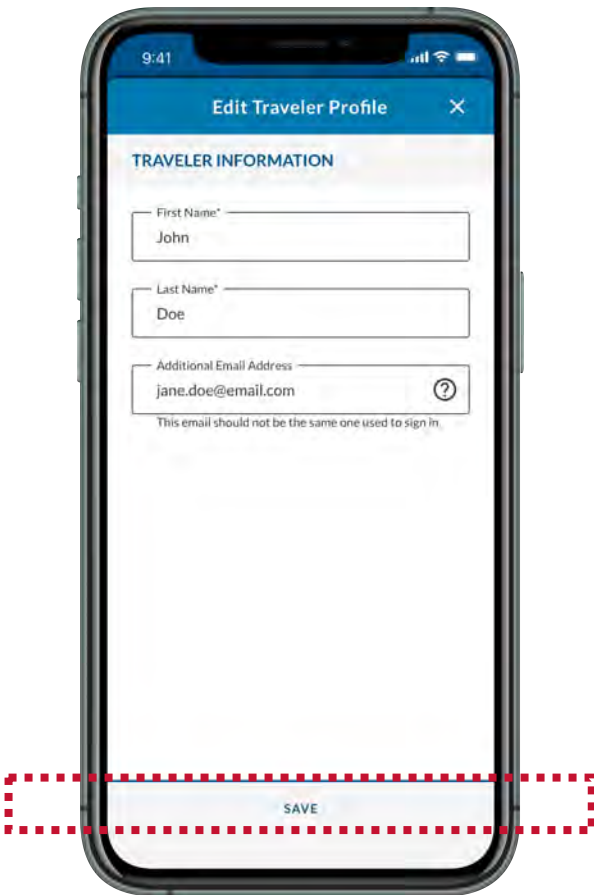 9:41
Edit Traveler Profile
TRAVELER INFORMATION
First Name*
John
Last Name*
Doe
Additional Email Address
jane.doe@email.com
This email should not be the same one used to sign in
SAVE